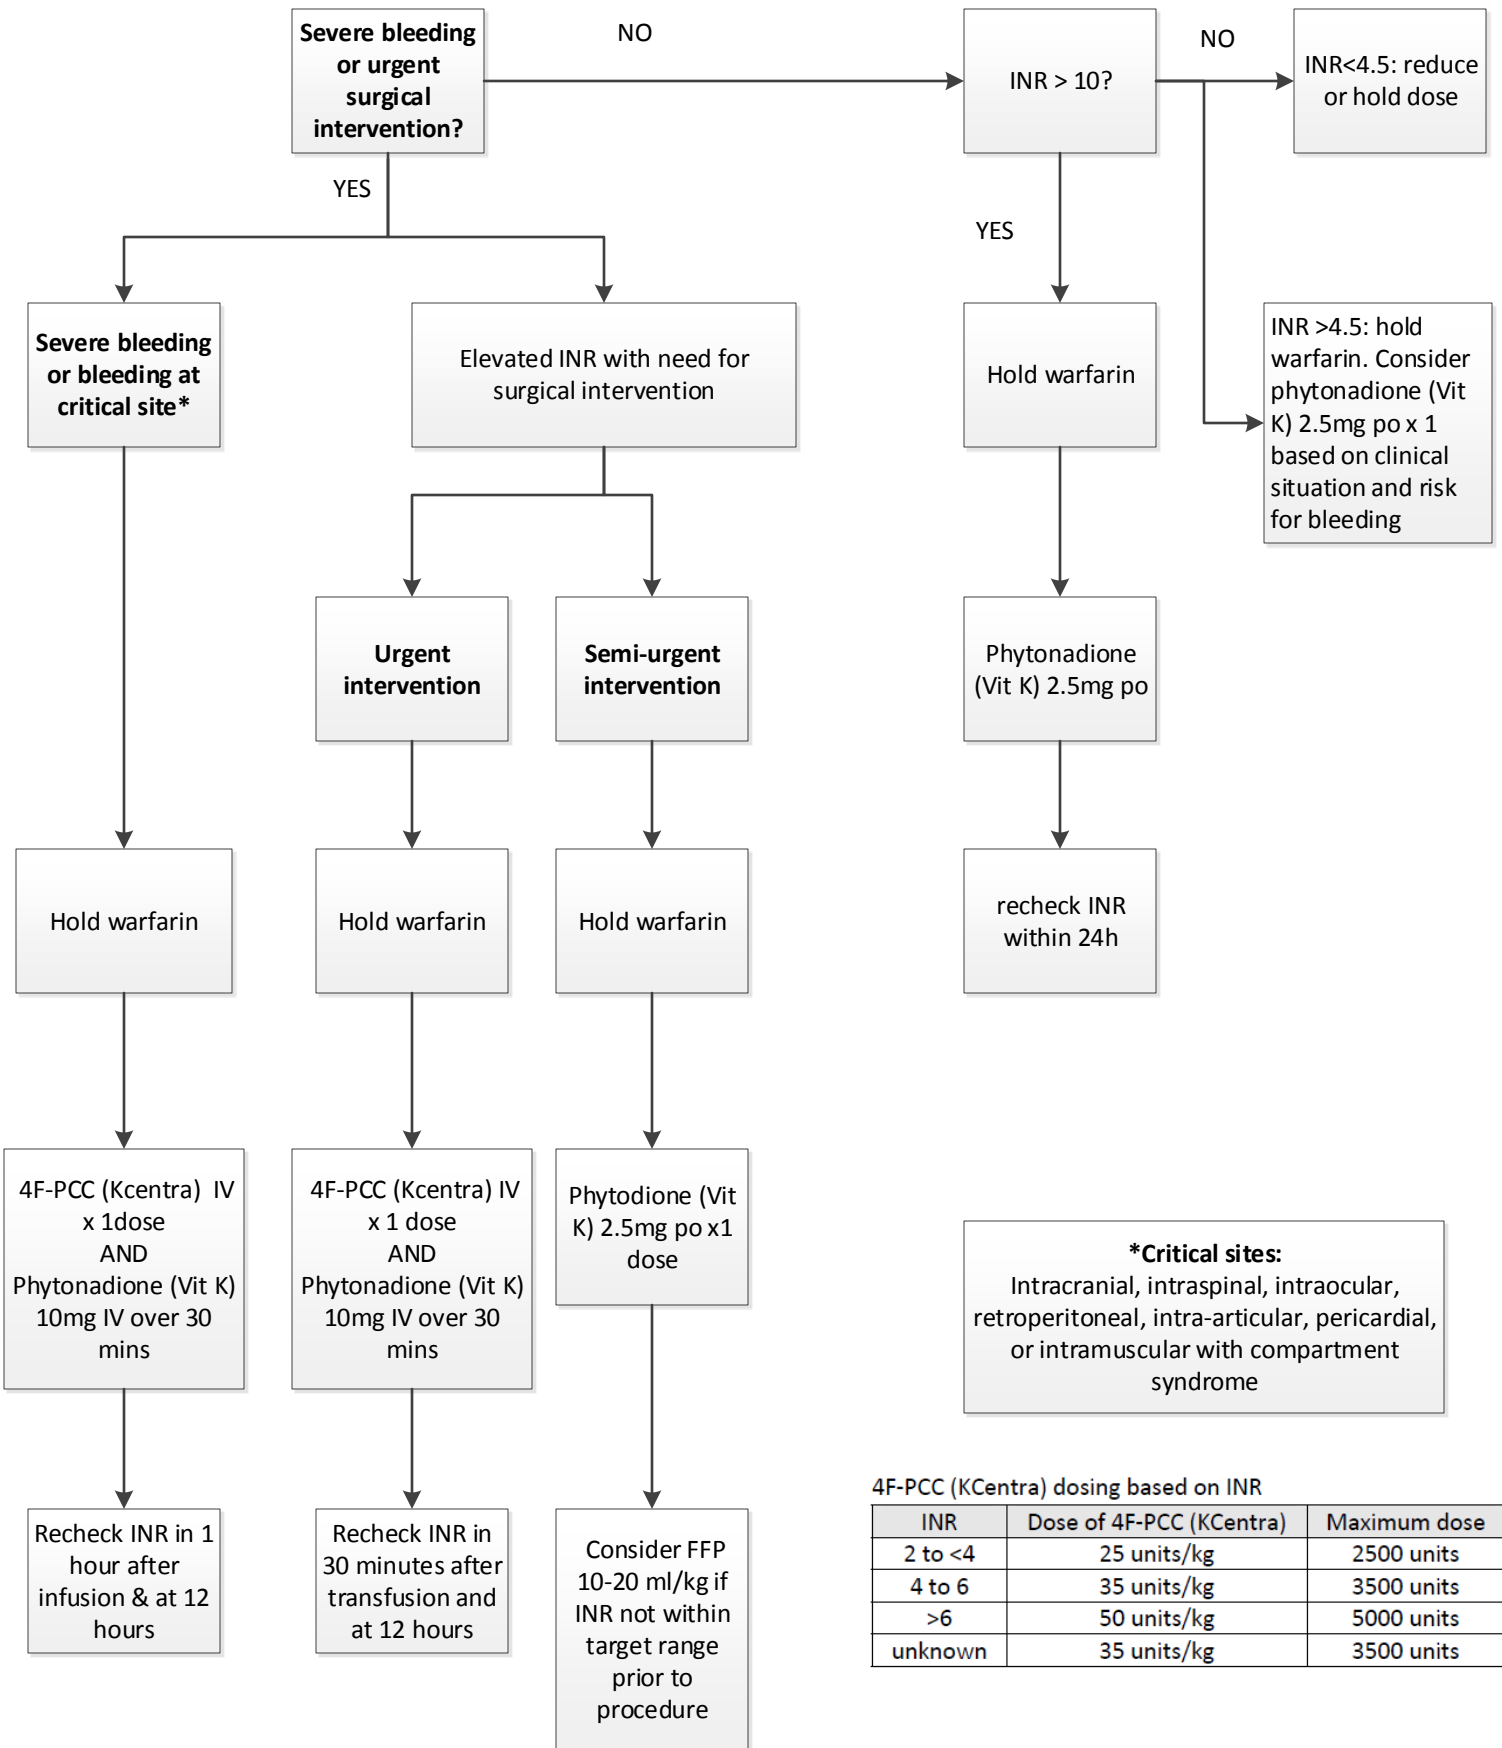 Severe bleeding
or urgent
surgical
intervention?
NO
INR > 10?
NO
INR<4.5: reduce
or hold dose
YES
YES
Severe bleeding
or bleeding at
critical site*
Elevated INR with need for
surgical intervention
Hold warfarin
INR >4.5: hold
warfarin. Consider
phytonadione (Vit
K) 2.5mg po x 1
based on clinical
situation and risk
for bleeding
Urgent
intervention
Semi-urgent
intervention
Phytonadione
(Vit K) 2.5mg po
Hold warfarin
Hold warfarin
Hold warfarin
recheck INR
within 24h
4F-PCC (Kcentra) IV
x 1dose
AND
Phytonadione (Vit K)
10mg IV over 30
mins
4F-PCC (Kcentra) IV
x 1 dose
AND
Phytonadione (Vit K)
10mg IV over 30
mins
Phytodione (Vit
K) 2.5mg po x1
dose
*Critical sites:
Intracranial, intraspinal, intraocular,
retroperitoneal, intra-articular, pericardial,
or intramuscular with compartment
syndrome
Recheck INR in 1
hour after
infusion & at 12
hours
Recheck INR in
30 minutes after
transfusion and
at 12 hours
Consider FFP
10-20 ml/kg if
INR not within
target range
prior to
procedure
4F-PCC (KCentra) dosing based on INR
INR Dose of 4F-PCC (KCentra) Maximum dose
2 to <4 25 units/kg 2500 units
4 to 6 35 units/kg 3500 units
>6 50 units/kg 5000 units
unknown 35 units/kg 3500 units